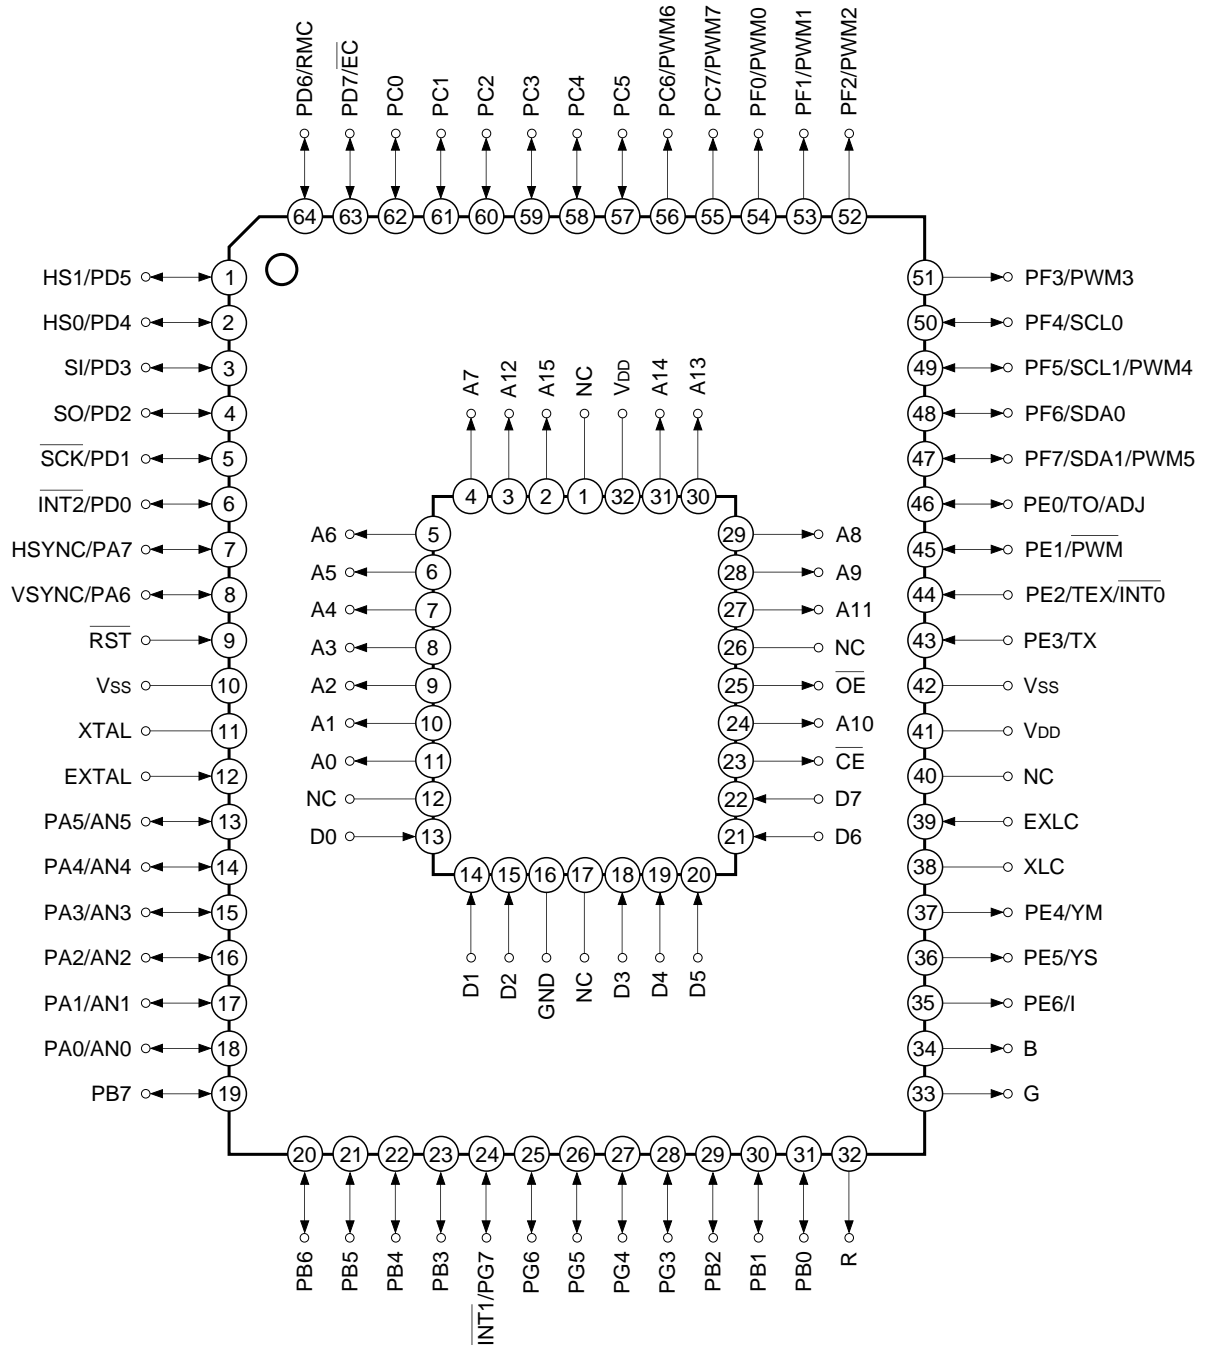 PD6/RMC
PD7/EC
PC0
PC1
PC2
PC3
PC4
PC5
PC6/PWM6
PC7/PWM7
PF0/PWM0
PF1/PWM1
PF2/PWM2
64
63
62
61
60
59
58
57
56
55
54
53
52
HS1/PD5 1
HS0/PD4 2
SI/PD3 3
SO/PD2 4
SCK/PD1 5
INT2/PD0 6
HSYNC/PA7 7
VSYNC/PA6 8
RST 9
VSS 10
XTAL 11
EXTAL 12
PA5/AN5 13
PA4/AN4 14
PA3/AN3 15
PA2/AN2 16
PA1/AN1 17
PA0/AN0 18
PB7 19
A7
A12
A15
NC
VDD
A14
A13
4
3
2
1
32
31
30
A6 5
A5 6
A4 7
A3 8
A2 9
A1 10
A0 11
NC 12
D0 13
29 A8
28 A9
27 A11
26 NC
25 OE
24 A10
23 CE
22 D7
21 D6
14
15
16
17
18
19
20
D1
D2
GND
NC
D3
D4
D5
51 PF3/PWM3
50 PF4/SCL0
49 PF5/SCL1/PWM4
48 PF6/SDA0
47 PF7/SDA1/PWM5
46 PE0/TO/ADJ
45 PE1/PWM
44 PE2/TEX/INT0
43 PE3/TX
42 VSS
41 VDD
40 NC
39 EXLC
38 XLC
37 PE4/YM
36 PE5/YS
35 PE6/I
34 B
33 G
20
21
22
23
24
25
26
27
28
29
30
31
32
PB6
PB5
PB4
PB3
INT1/PG7
PG6
PG5
PG4
PG3
PB2
PB1
PB0
R